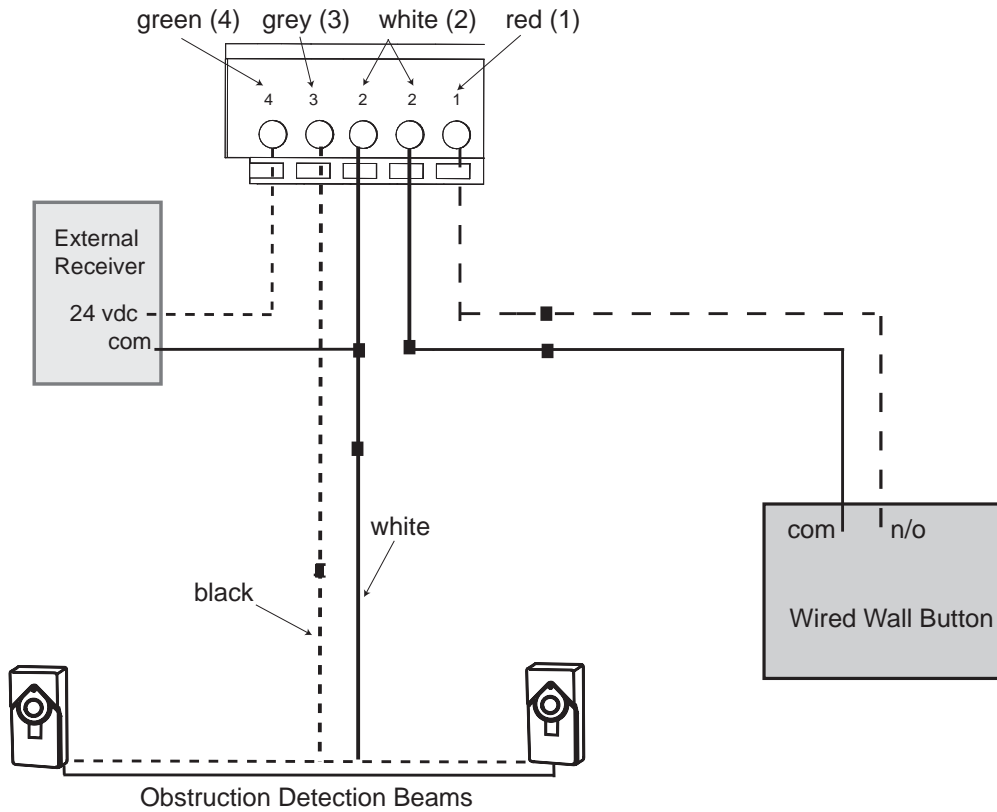 green (4) grey (3) white (2) red (1)
4 3 2 2 1
External
Receiver
24 vdc
com
white
black
com n/o
Wired Wall Button
Obstruction Detection Beams